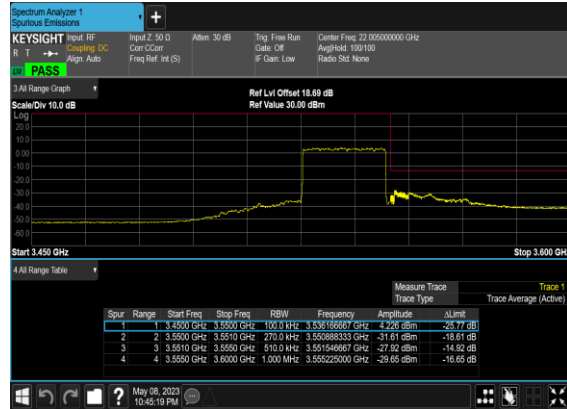 Spectrum Analyzer 1
Spurious Emissions
KEYSIGHT Input: RF Input Z: 50 Ω Atten: 30 dB Trig: Free Run Center Freq: 22.005000000 GHz
R T Coupling: DC Corr CCorr Gate: Off Avg|Hold: 100/100
Align: Auto Freq Ref: Int (S) IF Gain: Low Radio Std: None
PASS
3 All Range Graph
Ref Lvl Offset 18.69 dB
Scale/Div 10.0 dB Ref Value 30.00 dBm
Log
20.0
10.0
0.00
-10.0
-20.0
-30.0
-40.0
-50.0
-60.0
Start 3.450 GHz Stop 3.600 GHz
4 All Range Table
Measure Trace Trace 1
Trace Type Trace Average (Active)
Spur Range Start Freq Stop Freq RBW Frequency Amplitude ΔLimit
1 1 3.4500 GHz 3.5500 GHz 100.0 kHz 3.536166667 GHz 4.226 dBm -25.77 dB
2 2 3.5500 GHz 3.5510 GHz 270.0 kHz 3.550888333 GHz -31.61 dBm -18.61 dB
3 3 3.5510 GHz 3.5550 GHz 510.0 kHz 3.551546667 GHz -27.92 dBm -14.92 dB
4 4 3.5550 GHz 3.6000 GHz 1.000 MHz 3.555225000 GHz -29.65 dBm -16.65 dB
? May 08, 2023
10:45:19 PM